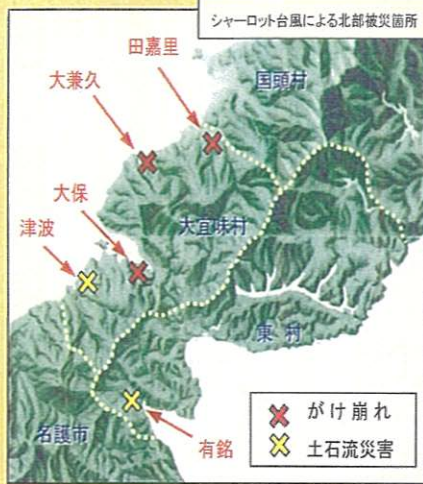 シャーロット台風による北部被災箇所
田嘉里
国頭村
大兼久
大保
大宜味村
津波
東村
がけ崩れ
名護市
土石流災害
有銘